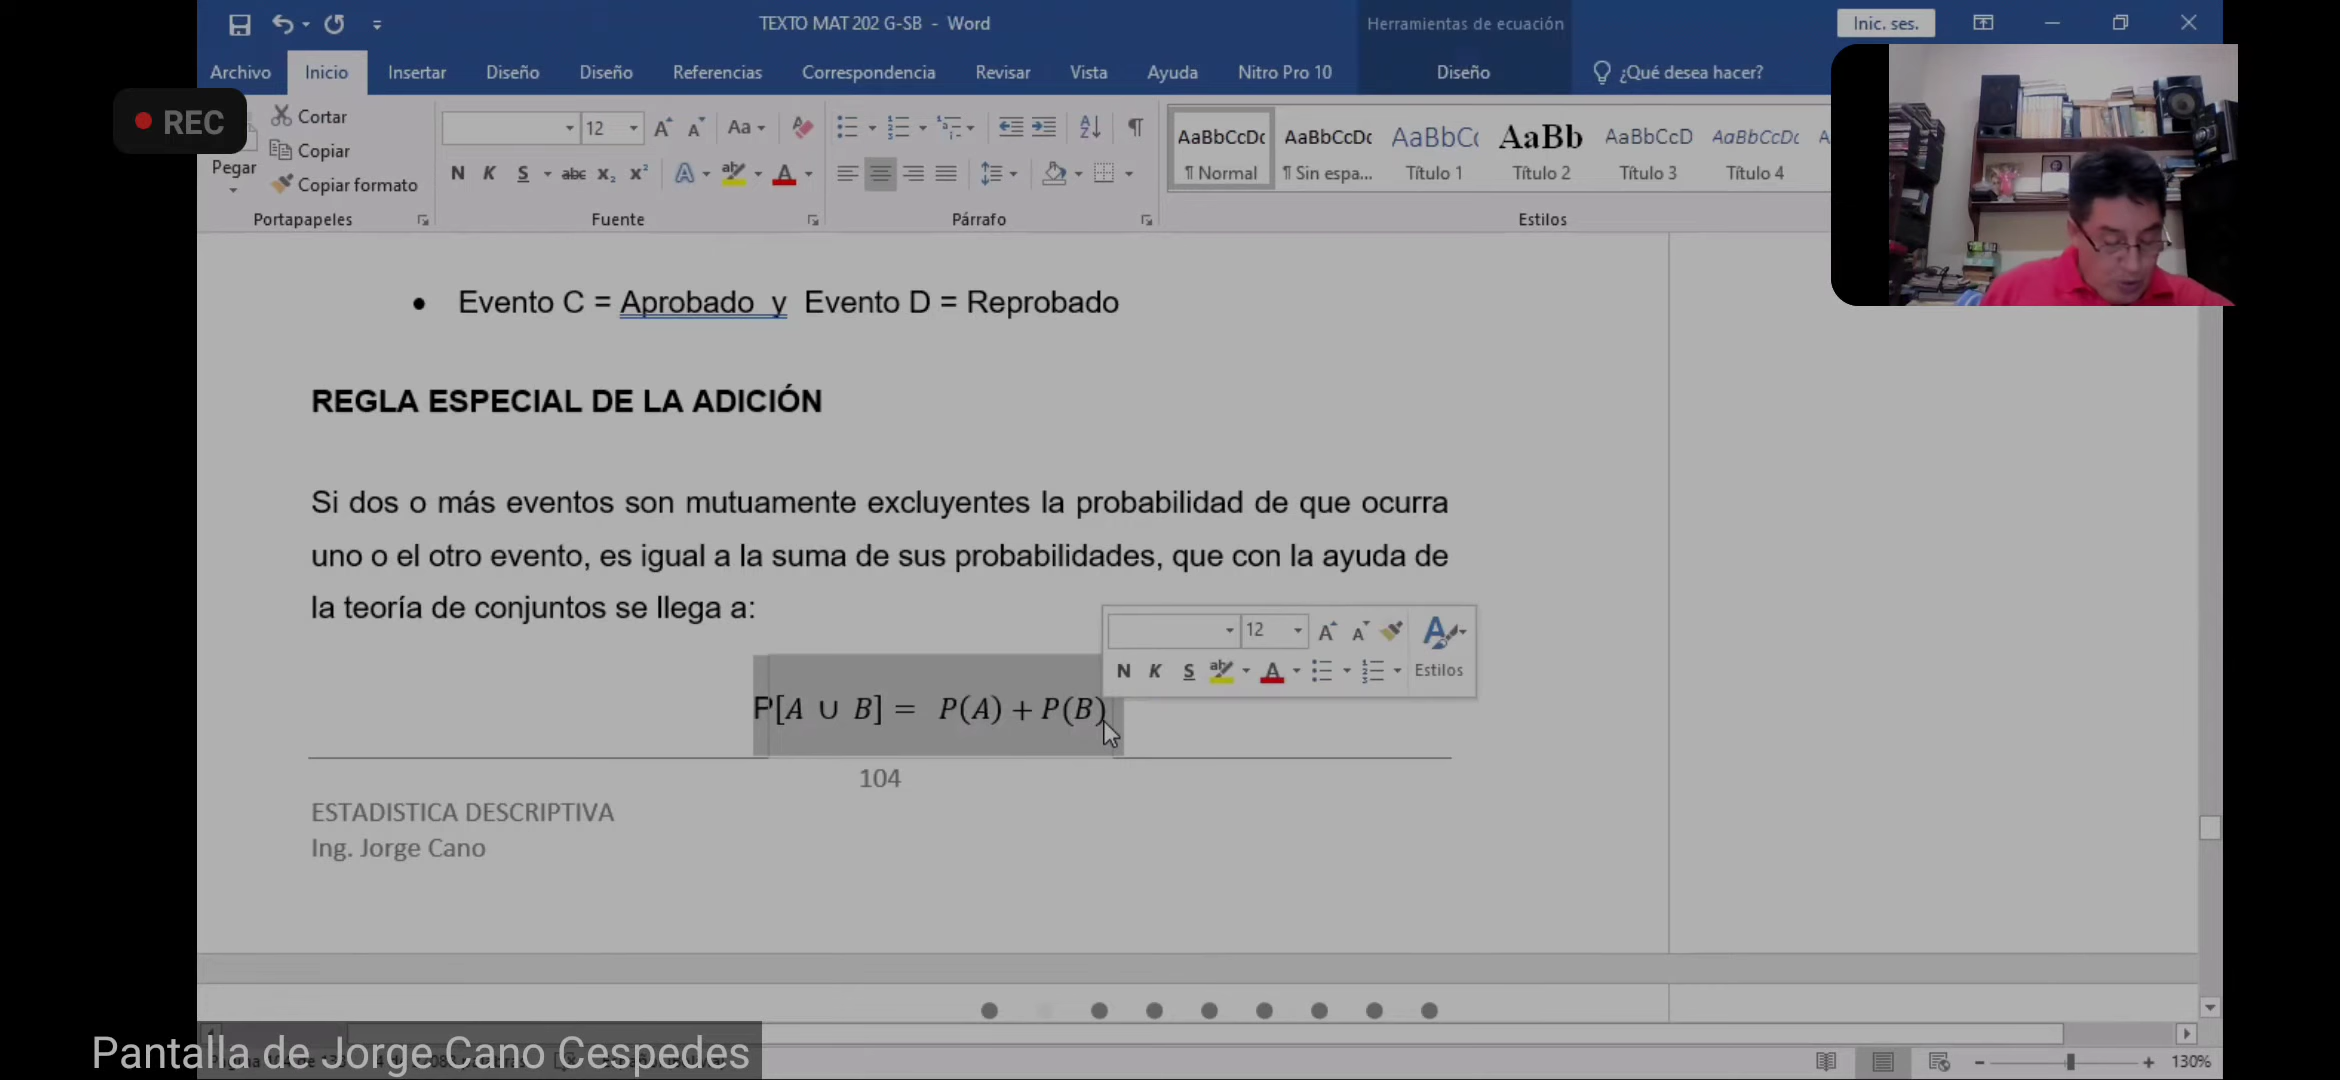 TEXTO MAT 202 G-SB - Word
Herramientas de ecuación
Inic. ses.
Archivo
Inicio
Insertar
Diseño
Diseño
Referencias
Correspondencia
Revisar
Vista
Ayuda
Nitro Pro 10
Diseño
¿Qué desea hacer?
REC
Pegar
Cortar
Copiar
Copiar formato
Portapapeles
12
Aa
N K S abc x₂ x²
Fuente
Párrafo
AaBbCcDc
¶ Normal
AaBbCcDc
¶ Sin espa...
AaBbC(
Título 1
AaBb
Título 2
AaBbCcD
Título 3
AaBbCcDc
Título 4
Estilos
• Evento C = Aprobado y Evento D = Reprobado
REGLA ESPECIAL DE LA ADICIÓN
Si dos o más eventos son mutuamente excluyentes la probabilidad de que ocurra
uno o el otro evento, es igual a la suma de sus probabilidades, que con la ayuda de
la teoría de conjuntos se llega a:
12
N K S
Estilos
P[A ∪ B] = P(A) + P(B)
104
ESTADISTICA DESCRIPTIVA
Ing. Jorge Cano
Pantalla de Jorge Cano Cespedes
130%